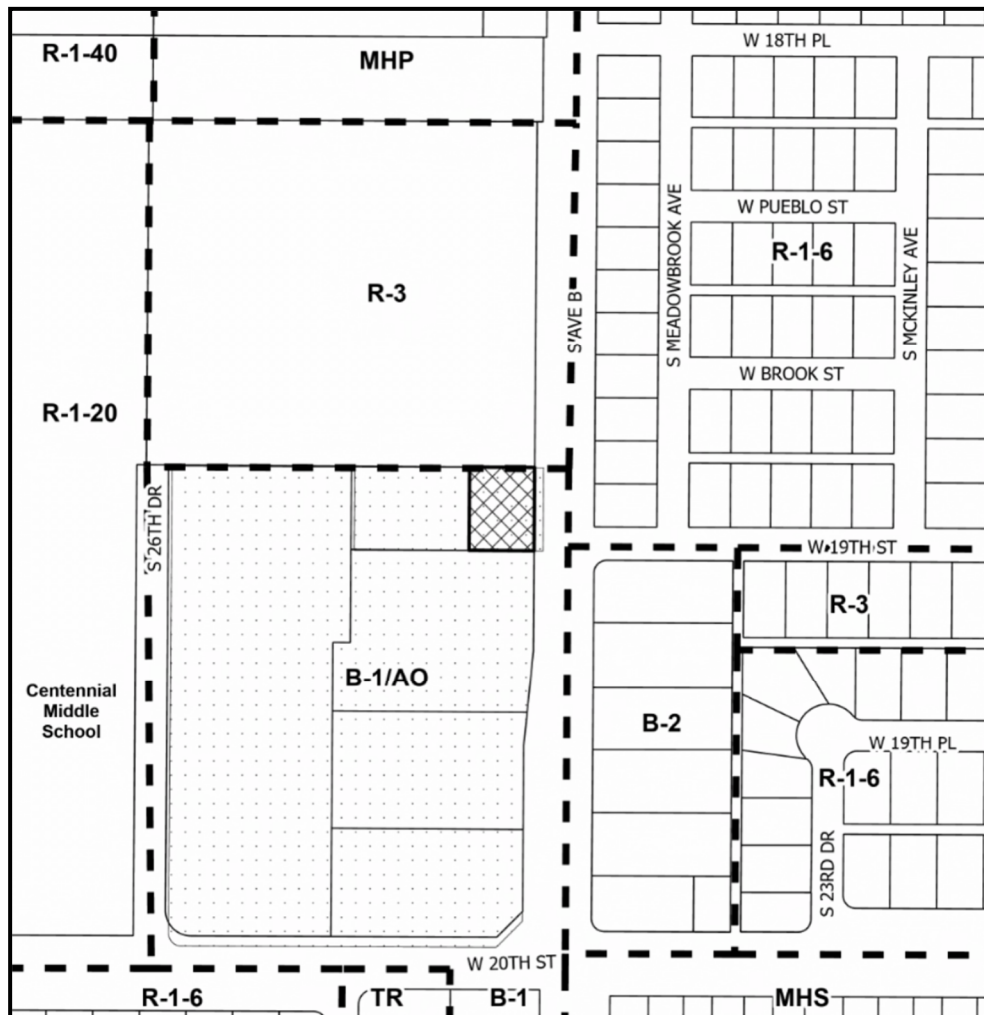 W 18TH PL
R-1-40
MHP
S MEADOWBROOK AVE
W PUEBLO ST
S MCKINLEY AVE
R-1-6
R-3
S AVE B
W BROOK ST
R-1-20
S 26TH DR
W 19TH ST
R-3
B-1/AO
Centennial
Middle
School
B-2
W 19TH PL
R-1-6
S 23RD DR
W 20TH ST
R-1-6
TR
B-1
MHS